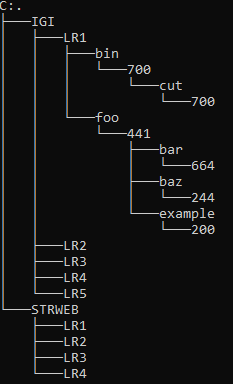 C:.
├───IGI
│   ├───LR1
│   │   ├───bin
│   │   │   └───700
│   │   │       └───cut
│   │   │           └───700
│   │   └───foo
│   │       └───441
│   │           ├───bar
│   │           │   └───664
│   │           ├───baz
│   │           │   └───244
│   │           └───example
│   │               └───200
│   ├───LR2
│   ├───LR3
│   ├───LR4
│   └───LR5
└───STRWEB
    ├───LR1
    ├───LR2
    ├───LR3
    └───LR4